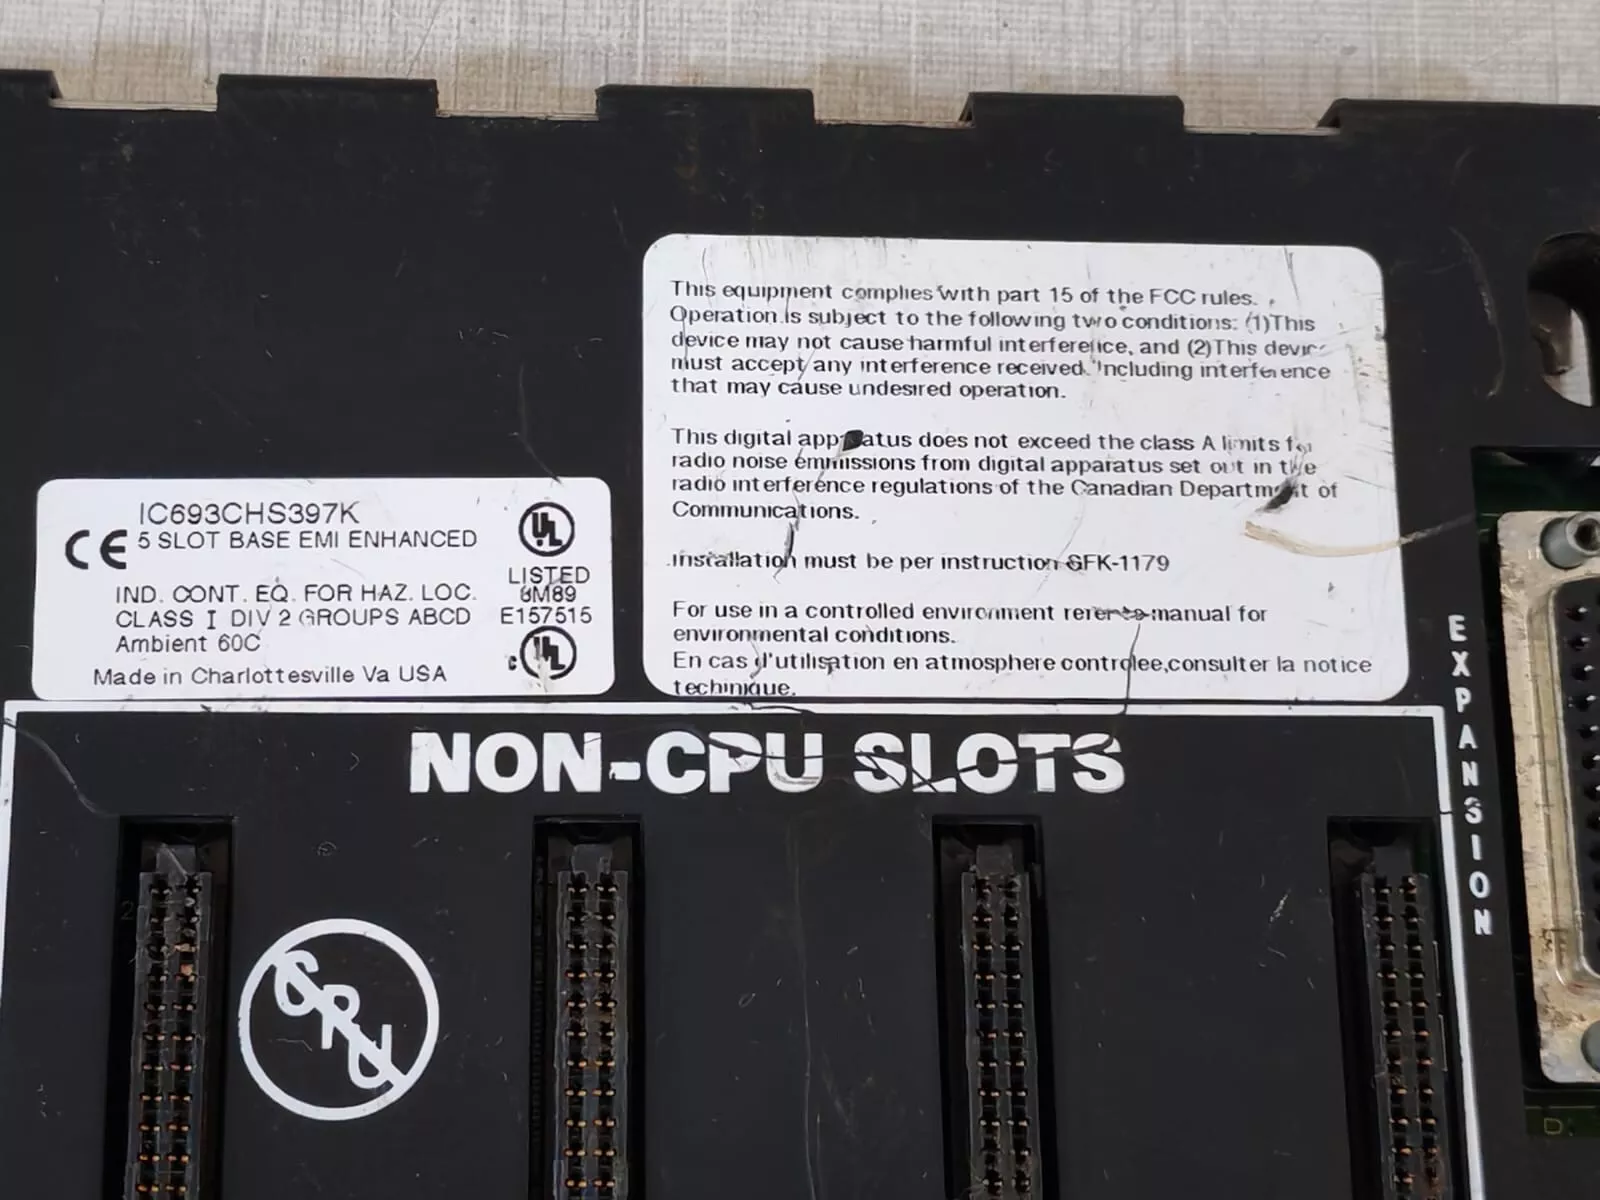 This equipment complies with part 15 of the FCC rules.
Operation is subject to the following two conditions: (1)This
device may not cause harmful interference, and (2)This device
must accept any interference received. Including interference
that may cause undesired operation.
This digital apparatus does not exceed the class A limits for
radio noise emmissions from digital apparatus set out in the
radio interference regulations of the Canadian Department of
Communications.
Installation must be per instruction GFK-1179
For use in a controlled environment reference manual for
environmental conditions.
En cas d'utilisation en atmosphere controlee,consulter la notice
techinique.
IC693CHS397K
CE 5 SLOT BASE EMI ENHANCED
UL
LISTED
IND. CONT. EQ. FOR HAZ. LOC. 6M89
CLASS I DIV 2 GROUPS ABCD E157515
Ambient 60C
c UL
Made in Charlottesville Va USA
NON-CPU SLOTS
EXPANSION
2
CPU
D